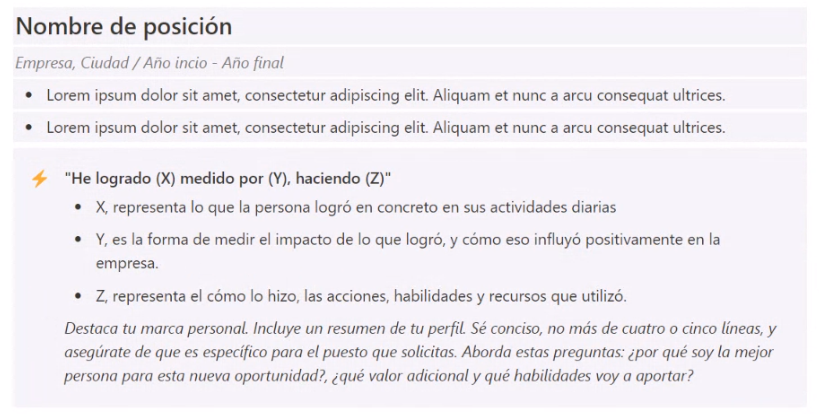 Nombre de posición
Empresa, Ciudad / Año incio - Año final
• Lorem ipsum dolor sit amet, consectetur adipiscing elit. Aliquam et nunc a arcu consequat ultrices.
• Lorem ipsum dolor sit amet, consectetur adipiscing elit. Aliquam et nunc a arcu consequat ultrices.
⚡ "He logrado (X) medido por (Y), haciendo (Z)"
• X, representa lo que la persona logró en concreto en sus actividades diarias
• Y, es la forma de medir el impacto de lo que logró, y cómo eso influyó positivamente en la
empresa.
• Z, representa el cómo lo hizo, las acciones, habilidades y recursos que utilizó.
Destaca tu marca personal. Incluye un resumen de tu perfil. Sé conciso, no más de cuatro o cinco líneas, y
asegúrate de que es específico para el puesto que solicitas. Aborda estas preguntas: ¿por qué soy la mejor
persona para esta nueva oportunidad?, ¿qué valor adicional y qué habilidades voy a aportar?